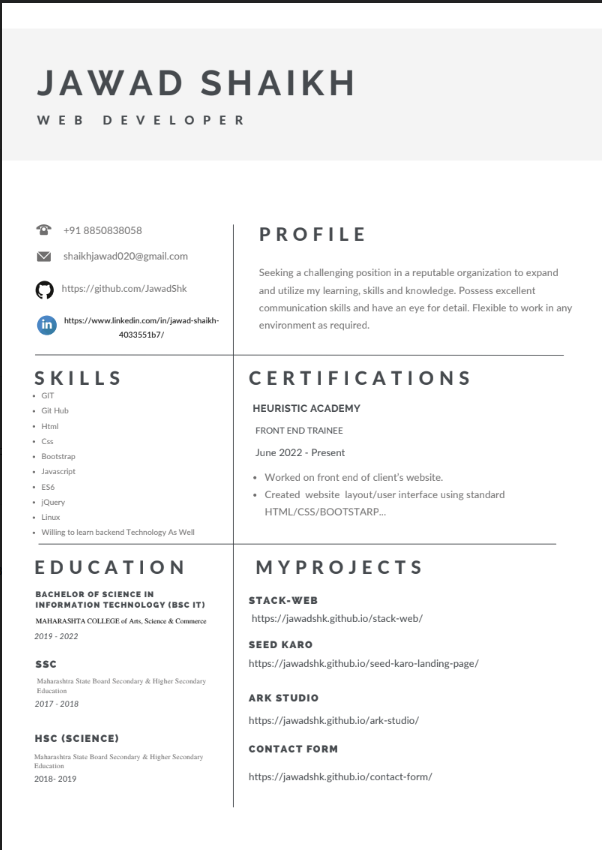 JAWAD SHAIKH
WEB DEVELOPER
+91 8850838058
shaikhjawad020@gmail.com
https://github.com/JawadShk
in
https://www.linkedin.com/in/jawad-shaikh-
4033551b7/
PROFILE
Seeking a challenging position in a reputable organization to expand
and utilize my learning, skills and knowledge. Possess excellent
communication skills and have an eye for detail. Flexible to work in any
environment as required.
SKILLS
• GIT
• Git Hub
• Html
• Css
• Bootstrap
• Javascript
• ES6
• jQuery
• Linux
• Willing to learn backend Technology As Well
CERTIFICATIONS
HEURISTIC ACADEMY
FRONT END TRAINEE
June 2022 - Present
• Worked on front end of client's website.
• Created website layout/user interface using standard
HTML/CSS/BOOTSTARP...
EDUCATION
BACHELOR OF SCIENCE IN
INFORMATION TECHNOLOGY (BSC IT)
MAHARASHTA COLLEGE of Arts, Science & Commerce
2019 - 2022
SSC
Maharashtra State Board Secondary & Higher Secondary
Education
2017 - 2018
HSC (SCIENCE)
Maharashtra State Board Secondary & Higher Secondary
Education
2018- 2019
MYPROJECTS
STACK-WEB
https://jawadshk.github.io/stack-web/
SEED KARO
https://jawadshk.github.io/seed-karo-landing-page/
ARK STUDIO
https://jawadshk.github.io/ark-studio/
CONTACT FORM
https://jawadshk.github.io/contact-form/